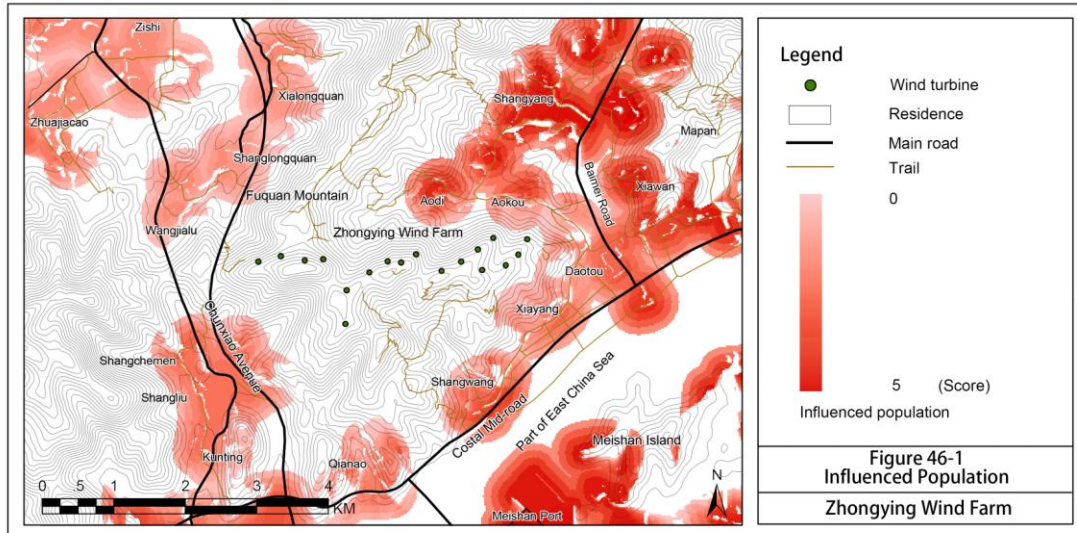 Zishi
Xialongquan
Zhuajiacao
Shangyang
Mapan
Shanglongquan
Baimei Road
Xiawan
Fuquan Mountain
Aodi
Aokou
Wangjialu
Zhongying Wind Farm
Daotou
Xiayang
Chunxiao Avenue
Shangchemen
Shangliu
Shangwang
Costal Mid-road
Part of East China Sea
Meishan Island
Kunting
Qianao
N
0 .5 1 2 3 4
KM
Meishan Port
Legend
Wind turbine
Residence
Main road
Trail
0
5 (Score)
Influenced population
Figure 46-1
Influenced Population
Zhongying Wind Farm